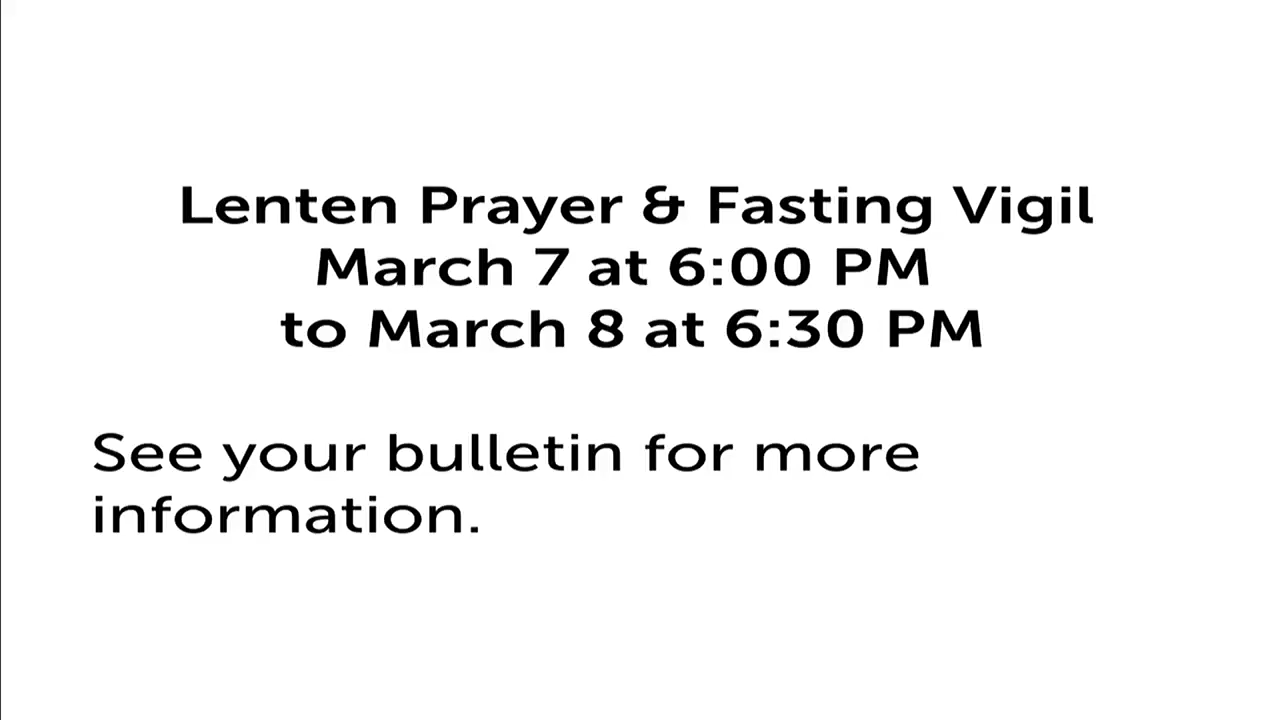 Lenten Prayer & Fasting Vigil
March 7 at 6:00 PM
to March 8 at 6:30 PM
See your bulletin for more
information.